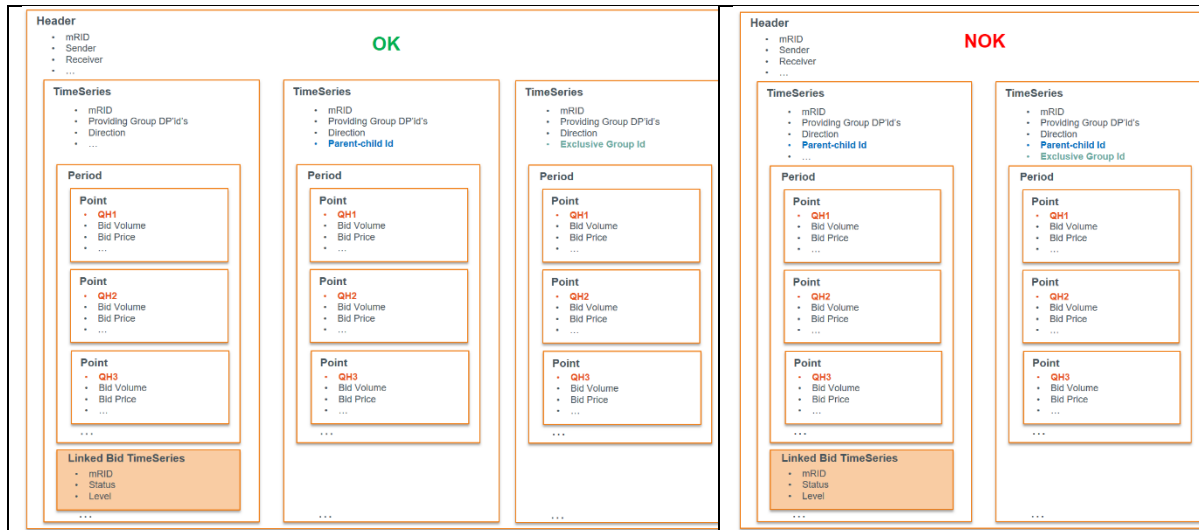 Header
• mRID
• Sender
• Receiver
• ...
OK
TimeSeries
• mRID
• Providing Group DP'id's
• Direction
• ...
Period
Point
• QH1
• Bid Volume
• Bid Price
• ...
Point
• QH2
• Bid Volume
• Bid Price
• ...
Point
• QH3
• Bid Volume
• Bid Price
• ...
...
Linked Bid TimeSeries
• mRID
• Status
• Level
...
TimeSeries
• mRID
• Providing Group DP'id's
• Direction
• Parent-child Id
Period
Point
• QH1
• Bid Volume
• Bid Price
• ...
Point
• QH2
• Bid Volume
• Bid Price
• ...
Point
• QH3
• Bid Volume
• Bid Price
• ...
...
...
TimeSeries
• mRID
• Providing Group DP'id's
• Direction
• Exclusive Group Id
Period
Point
• QH1
• Bid Volume
• Bid Price
• ...
Point
• QH2
• Bid Volume
• Bid Price
• ...
Point
• QH3
• Bid Volume
• Bid Price
• ...
...
...
Header
• mRID
• Sender
• Receiver
• ...
NOK
TimeSeries
• mRID
• Providing Group DP'id's
• Direction
• Parent-child Id
• ...
Period
Point
• QH1
• Bid Volume
• Bid Price
• ...
Point
• QH2
• Bid Volume
• Bid Price
• ...
Point
• QH3
• Bid Volume
• Bid Price
• ...
...
Linked Bid TimeSeries
• mRID
• Status
• Level
...
TimeSeries
• mRID
• Providing Group DP'id's
• Direction
• Parent-child Id
• Exclusive Group Id
Period
Point
• QH1
• Bid Volume
• Bid Price
• ...
Point
• QH2
• Bid Volume
• Bid Price
• ...
Point
• QH3
• Bid Volume
• Bid Price
• ...
...
...